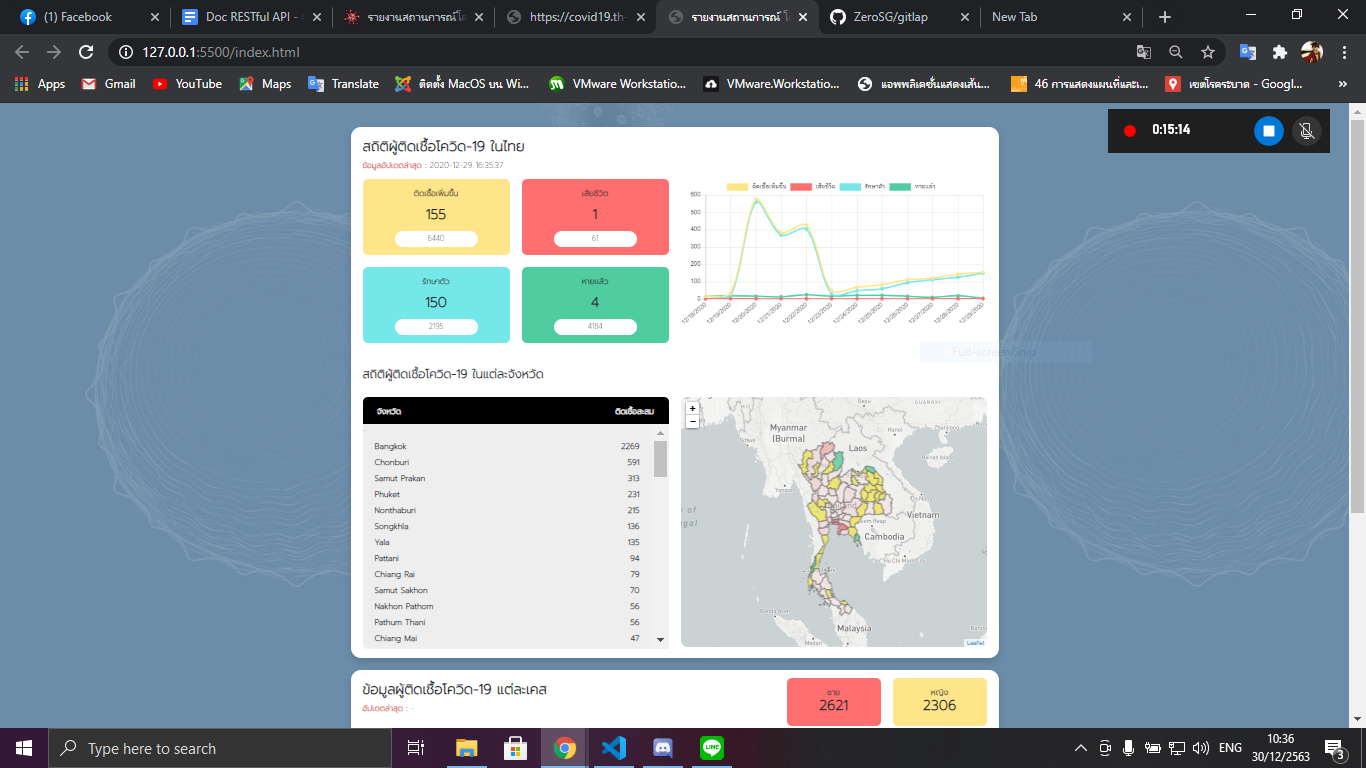 (1) Facebook
Doc RESTful API -
รายงานสถานการณ์ โ
https://covid19.th-
รายงานสถานการณ์ โ
ZeroSG/gitlap
New Tab
127.0.0.1:5500/index.html
Apps
Gmail
YouTube
Maps
Translate
ติดตั้ง MacOS บน Wi...
VMware Workstatio...
VMware.Workstatio...
แอพพลิเคชั่นแสดงเส้น...
46 การแสดงแผนที่และเ...
เขตโรคระบาด - Googl...
»
0:15:14
สถิติผู้ติดเชื้อโควิด-19 ในไทย
ข้อมูลอัปเดตล่าสุด : 2020-12-29 16:35:37
ติดเชื้อเพิ่มขึ้น
155
6440
เสียชีวิต
1
61
รักษาตัว
150
2195
หายแล้ว
4
4184
ติดเชื้อเพิ่มขึ้น
เสียชีวิต
รักษาตัว
หายแล้ว
600
500
400
300
200
100
0
12/18/2020
12/19/2020
12/20/2020
12/21/2020
12/22/2020
12/23/2020
12/24/2020
12/25/2020
12/26/2020
12/27/2020
12/28/2020
12/29/2020
Full-screen Snip
สถิติผู้ติดเชื้อโควิด-19 ในแต่ละจังหวัด
จังหวัด ติดเชื้อสะสม
Bangkok 2269
Chonburi 591
Samut Prakan 313
Phuket 231
Nonthaburi 215
Songkhla 136
Yala 135
Pattani 94
Chiang Rai 79
Samut Sakhon 70
Nakhon Pathom 56
Pathum Thani 56
Chiang Mai 47
+
−
GUANGXI
Myanmar
(Burma)
Hanoi
Laos
Zhanjiang
Hainan Island
Yangon
Da Nang
Vietnam
Siem Reap
Cambodia
Ho Chi Minh City
Banda Aceh
Malaysia
Medan
Leaflet
ข้อมูลผู้ติดเชื้อโควิด-19 แต่ละเคส
อัปเดตล่าสุด : -
ชาย
2621
หญิง
2306
Type here to search
ENG
10:36
30/12/2563
3